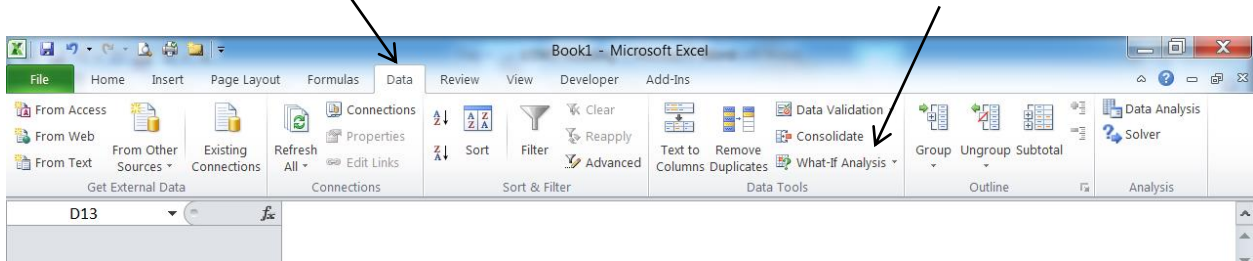 Book1 - Microsoft Excel
File Home Insert Page Layout Formulas Data Review View Developer Add-Ins
From Access
From Web
From Text
From Other
Sources
Existing
Connections
Get External Data
Refresh
All
Connections
Properties
Edit Links
Connections
Sort
Filter
Clear
Reapply
Advanced
Sort & Filter
Text to
Columns
Remove
Duplicates
Data Validation
Consolidate
What-If Analysis
Data Tools
Group
Ungroup
Subtotal
Outline
Data Analysis
Solver
Analysis
D13
fx